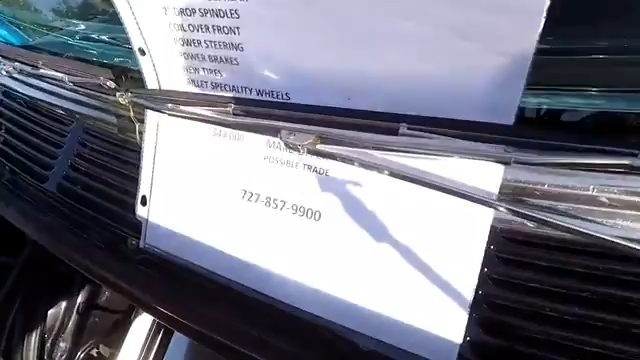 2" DROP SPINDLES
COIL OVER FRONT
POWER STEERING
POWER BRAKES
NEW TIRES
BILLET SPECIALITY WHEELS
POSSIBLE TRADE
727-857-9900